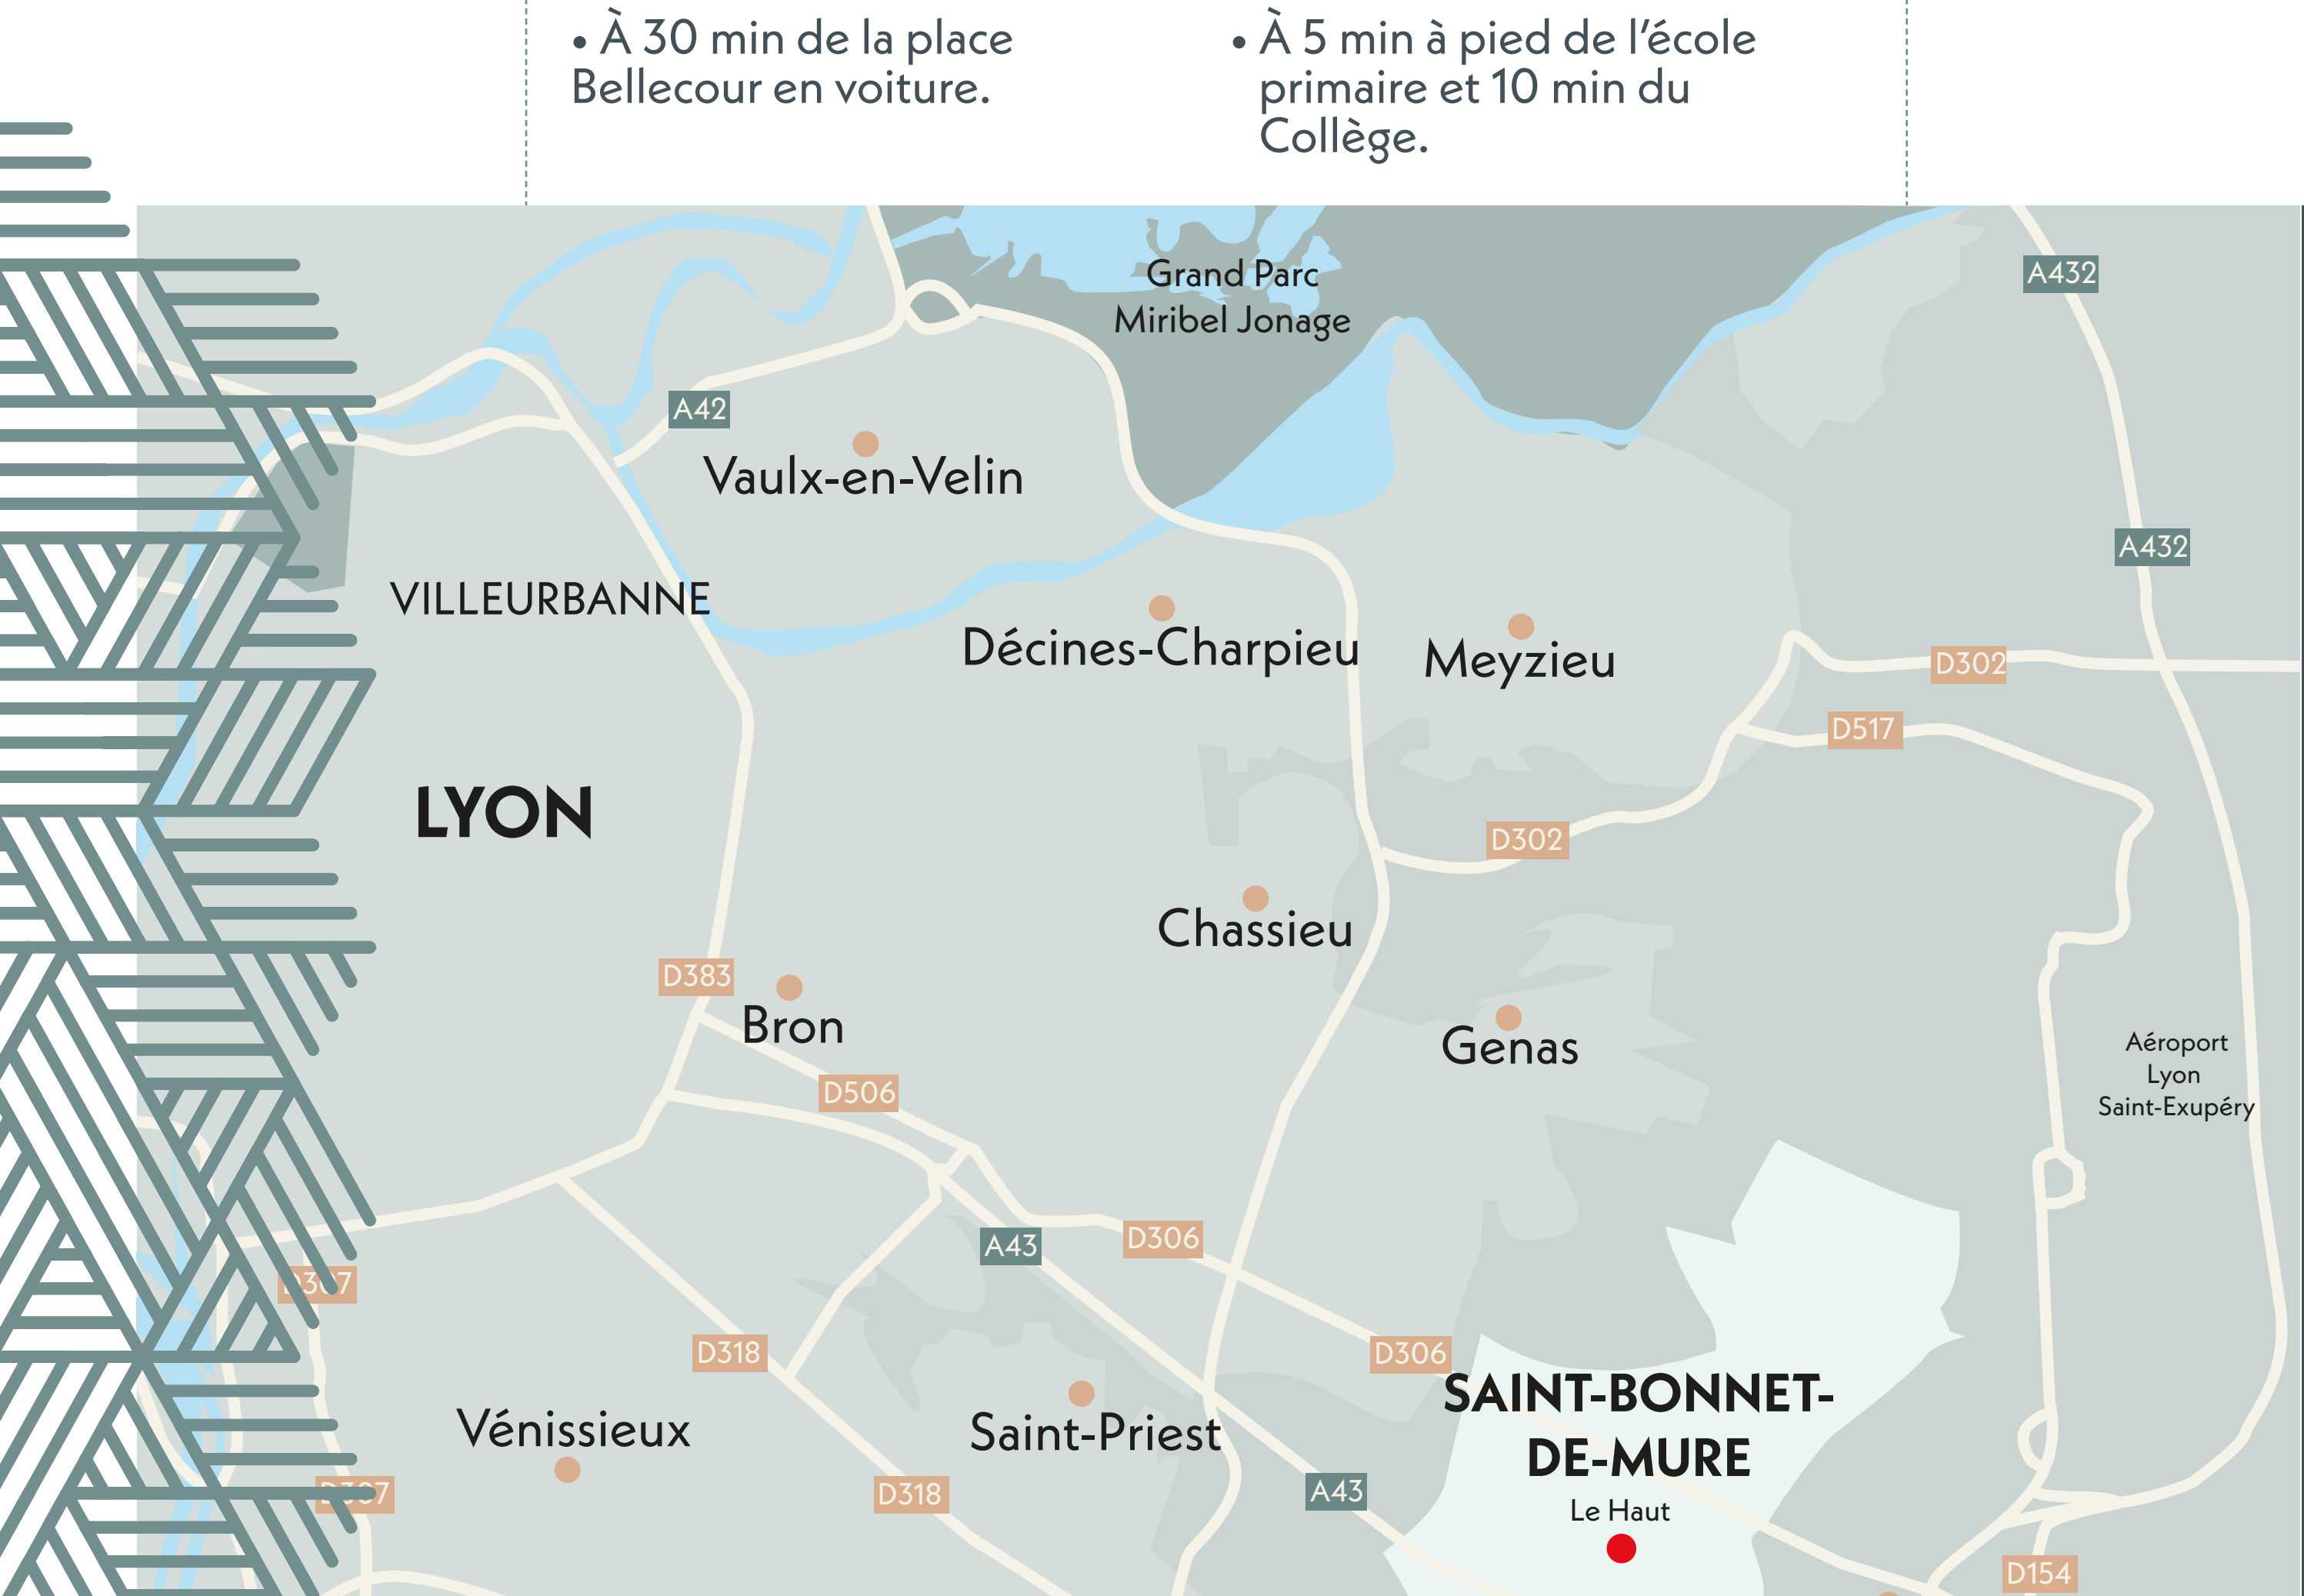 • À 30 min de la place
Bellecour en voiture.
• À 5 min à pied de l’école
primaire et 10 min du
Collège.
Grand Parc
Miribel Jonage
A432
A42
Vaulx-en-Velin
A432
VILLEURBANNE
Décines-Charpieu
Meyzieu
D302
D517
LYON
D302
Chassieu
D383
Bron
Genas
D506
Aéroport
Lyon
Saint-Exupéry
A43
D306
D307
D318
D306
SAINT-BONNET-
DE-MURE
Vénissieux
Saint-Priest
D307
D318
A43
Le Haut
D154